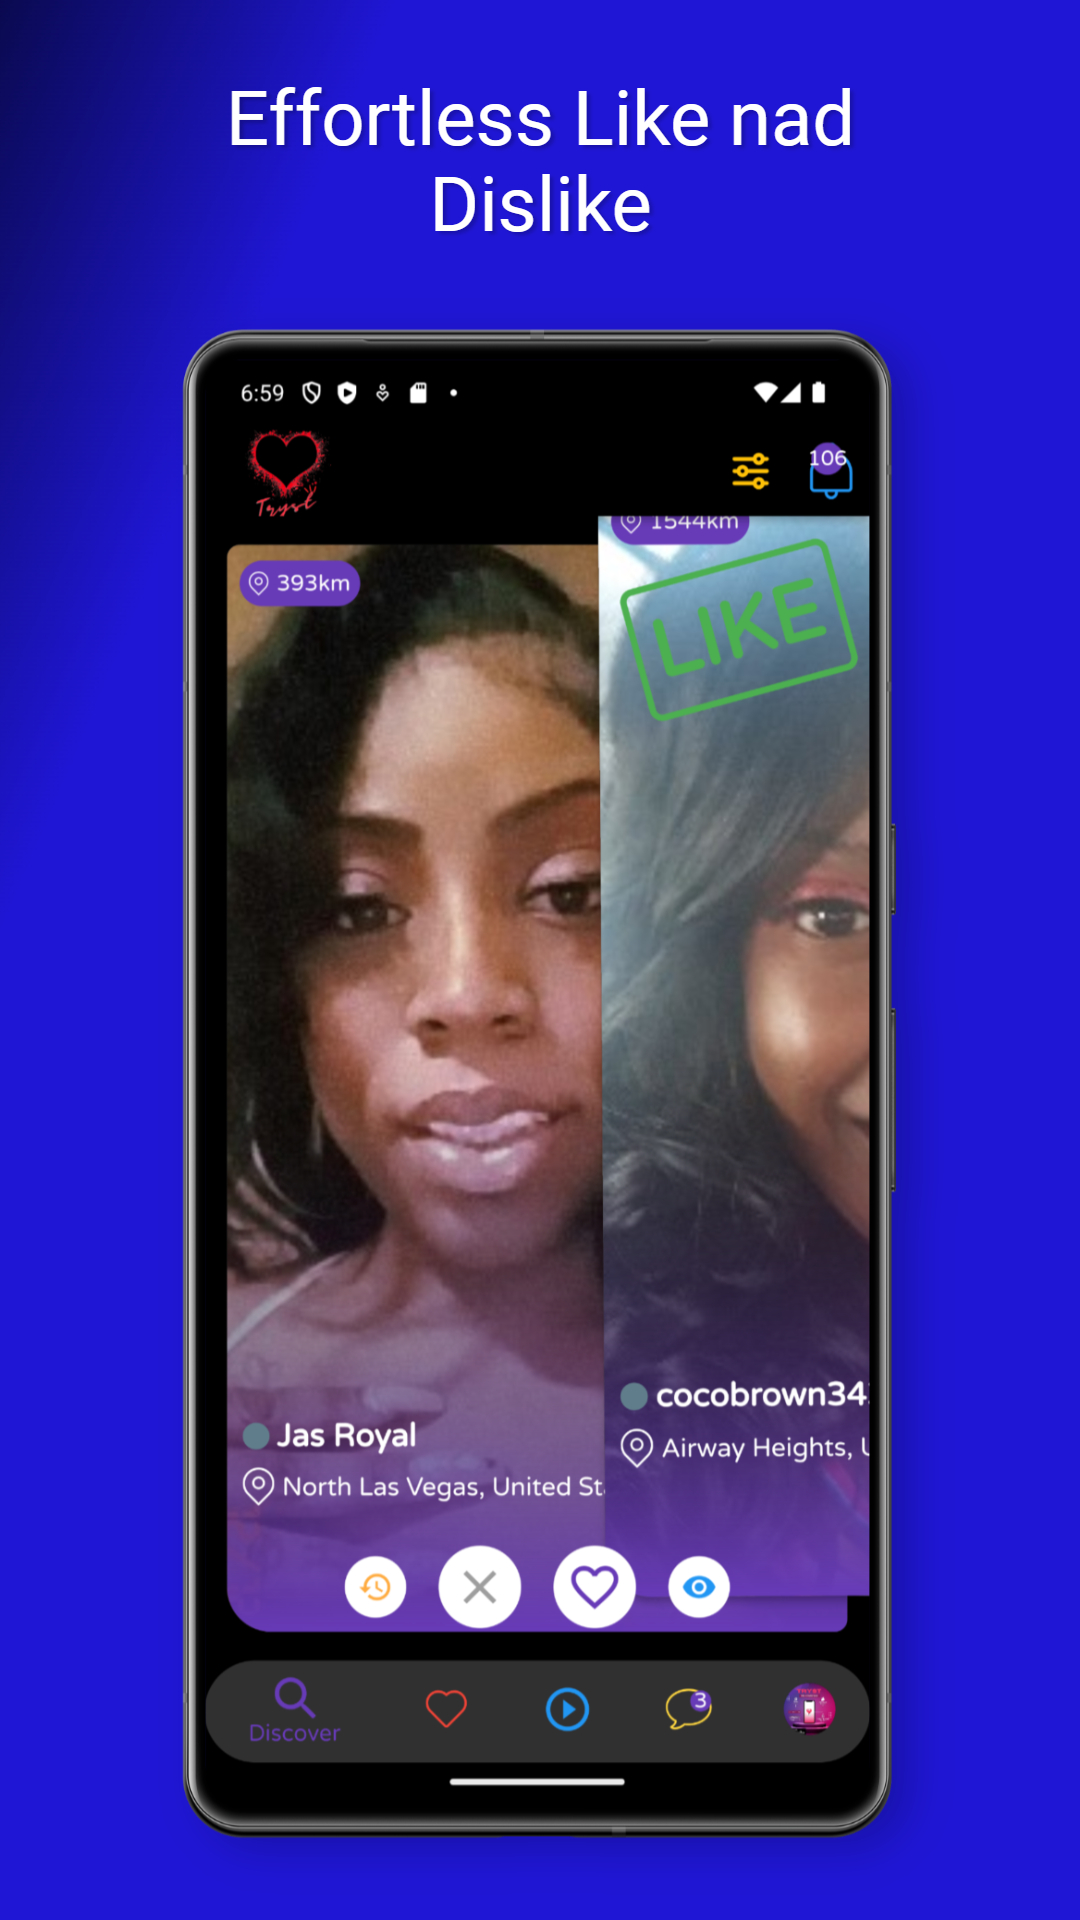 Effortless Like nad
Dislike
6:59
Tryst
106
393km
1544km
LIKE
cocobrown34
Airway Heights, U
Jas Royal
North Las Vegas, United St
3
Discover